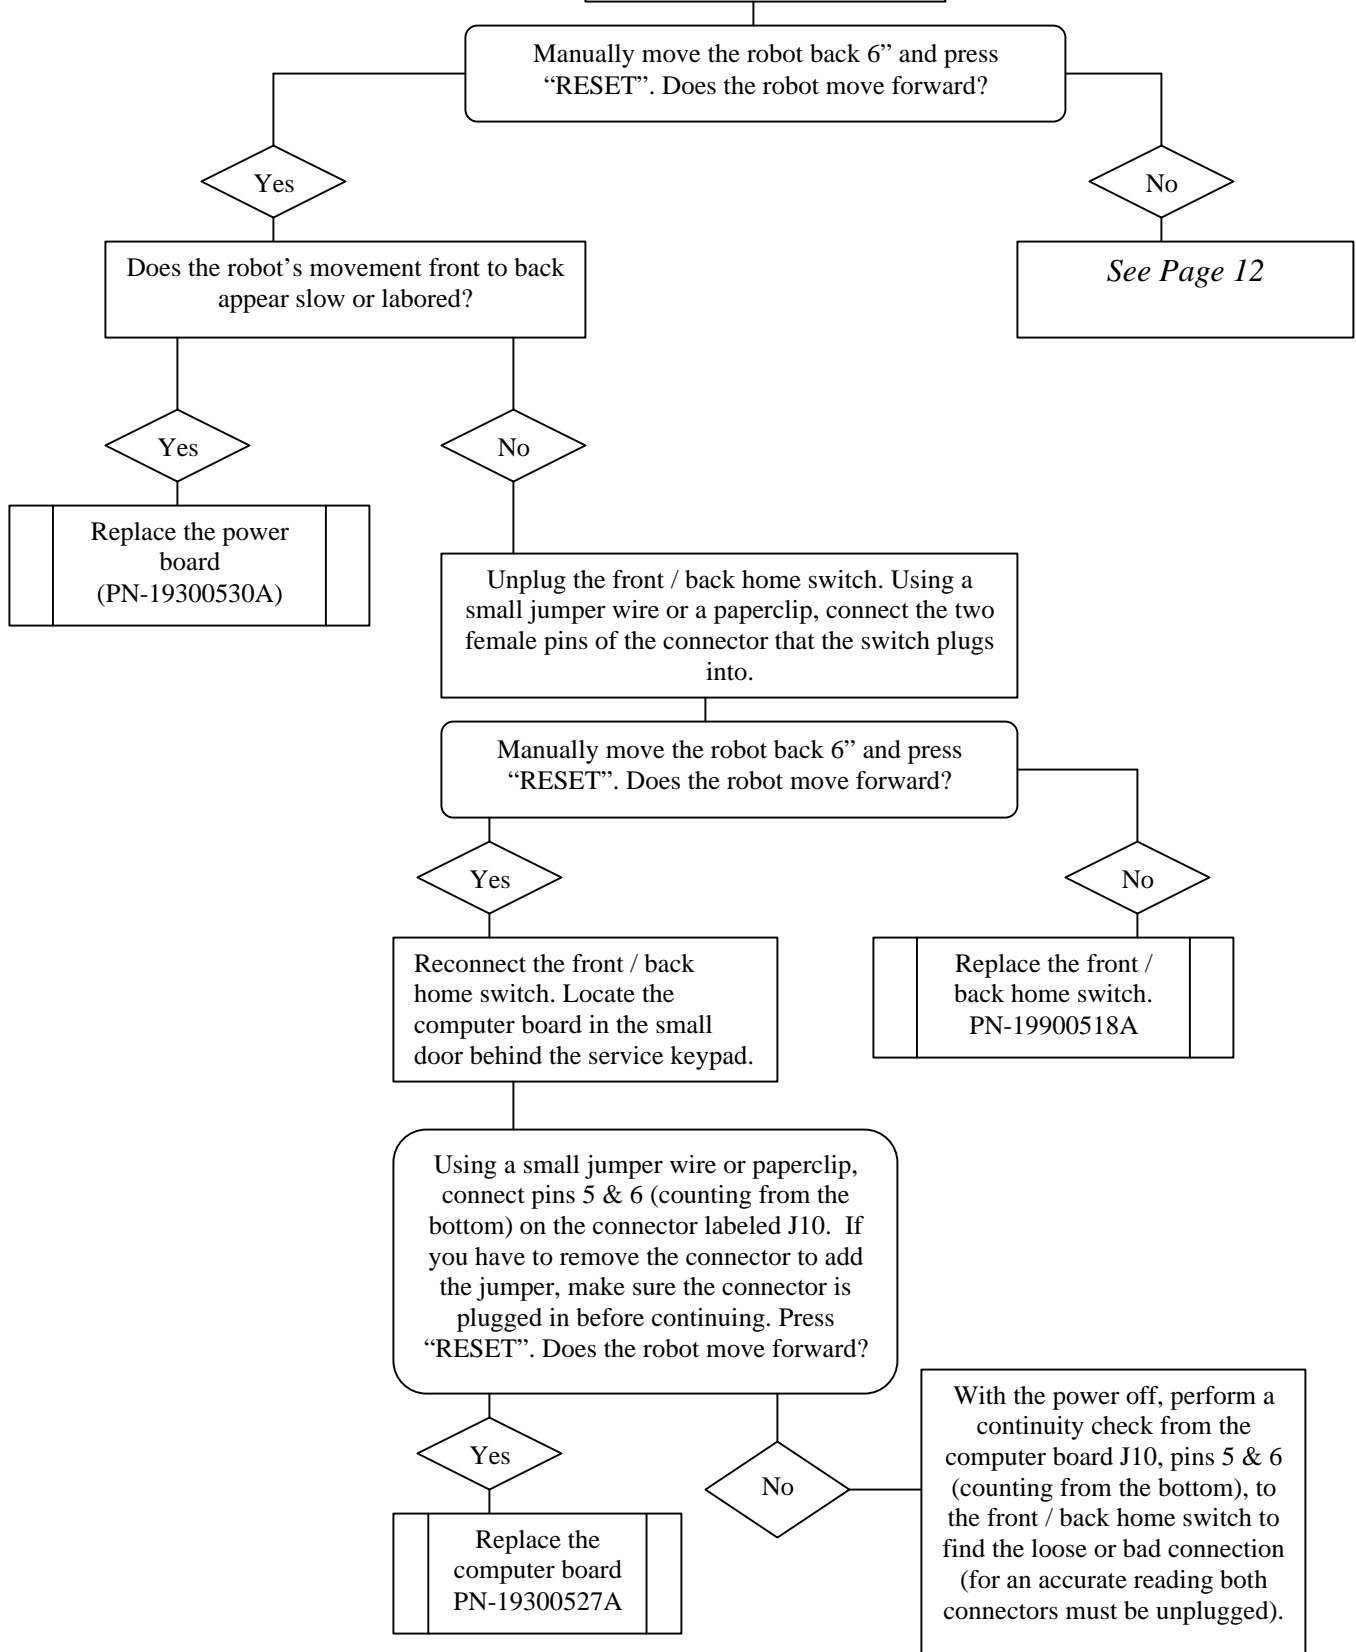 Manually move the robot back 6” and press
“RESET”. Does the robot move forward?
Yes
No
Does the robot’s movement front to back
appear slow or labored?
See Page 12
Yes
No
Replace the power
board
(PN-19300530A)
Unplug the front / back home switch. Using a
small jumper wire or a paperclip, connect the two
female pins of the connector that the switch plugs
into.
Manually move the robot back 6” and press
“RESET”. Does the robot move forward?
Yes
No
Reconnect the front / back
home switch. Locate the
computer board in the small
door behind the service keypad.
Replace the front /
back home switch.
PN-19900518A
Using a small jumper wire or paperclip,
connect pins 5 & 6 (counting from the
bottom) on the connector labeled J10.  If
you have to remove the connector to add
the jumper, make sure the connector is
plugged in before continuing. Press
“RESET”. Does the robot move forward?
Yes
No
Replace the
computer board
PN-19300527A
With the power off, perform a
continuity check from the
computer board J10, pins 5 & 6
(counting from the bottom), to
the front / back home switch to
find the loose or bad connection
(for an accurate reading both
connectors must be unplugged).